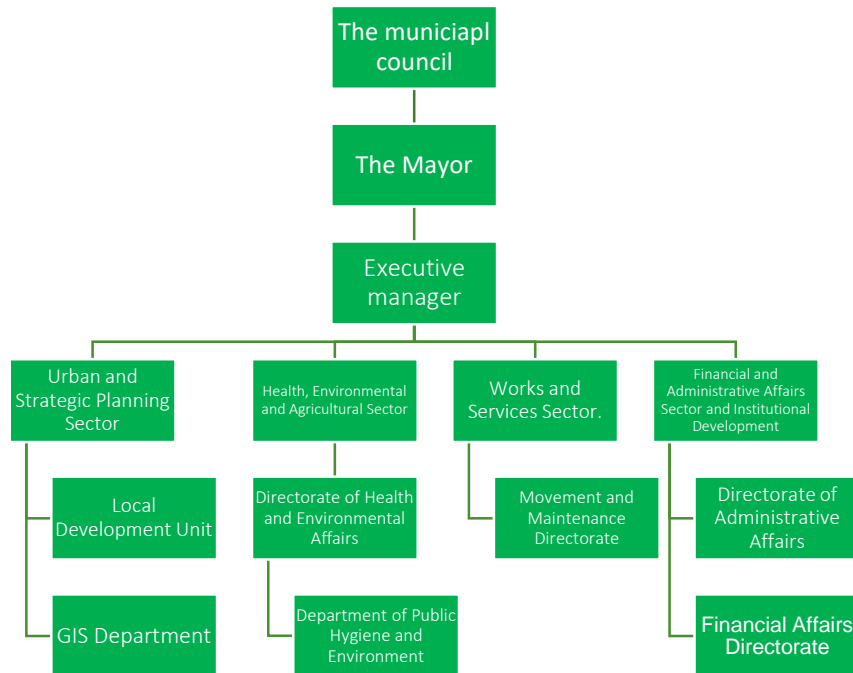 The municiapl
council
The Mayor
Executive
manager
Urban and
Strategic Planning
Sector
Health, Environmental
and Agricultural Sector
Works and
Services Sector.
Financial and
Administrative Affairs
Sector and Institutional
Development
Local
Development Unit
Directorate of Health
and Environmental
Affairs
Movement and
Maintenance
Directorate
Directorate of
Administrative
Affairs
GIS Department
Department of Public
Hygiene and
Environment
Financial Affairs
Directorate